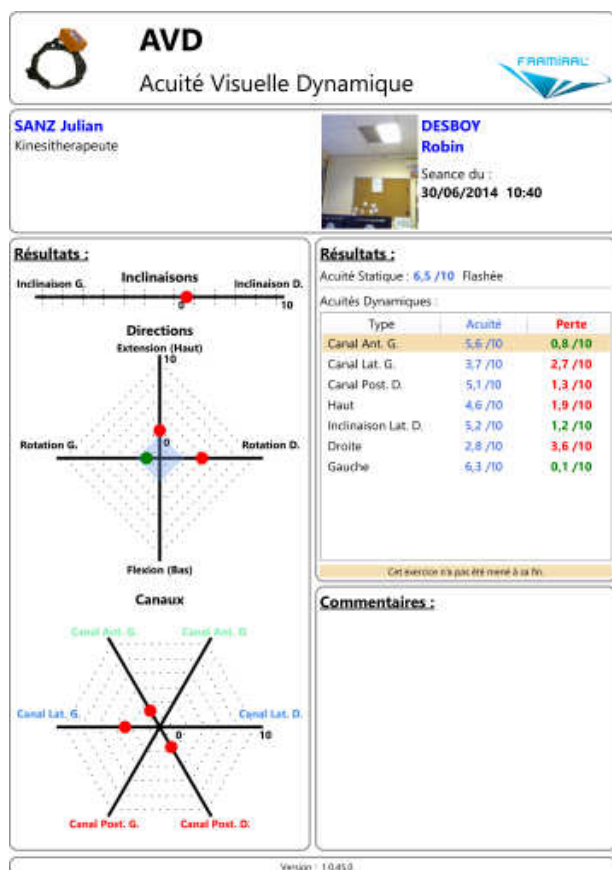 AVD
Acuité Visuelle Dynamique
FRAMIRAL
SANZ Julian
Kinesitherapeute
DESBOY
Robin
Seance du :
30/06/2014 10:40
Résultats :
Inclinaisons
Inclinaison G.
Inclinaison D.
0
10
Directions
Extension (Haut)
10
0
Rotation G.
Rotation D.
Flexion (Bas)
Canaux
Canal Ant. G.
Canal Ant. D
Canal Lat. G.
Canal Lat. D.
0
10
Canal Post. G.
Canal Post. D.
Résultats :
Acuité Statique : 6,5 /10 Flashée
Acuités Dynamiques :
Type Acuité Perte
Canal Ant. G. 5,6 /10 0,8 /10
Canal Lat. G. 3,7 /10 2,7 /10
Canal Post. D. 5,1 /10 1,3 /10
Haut 4,6 /10 1,9 /10
Inclinaison Lat. D. 5,2 /10 1,2 /10
Droite 2,8 /10 3,6 /10
Gauche 6,3 /10 0,1 /10
Cet exercice n'a pas été mené à sa fin.
Commentaires :
Version : 1.0.45.0